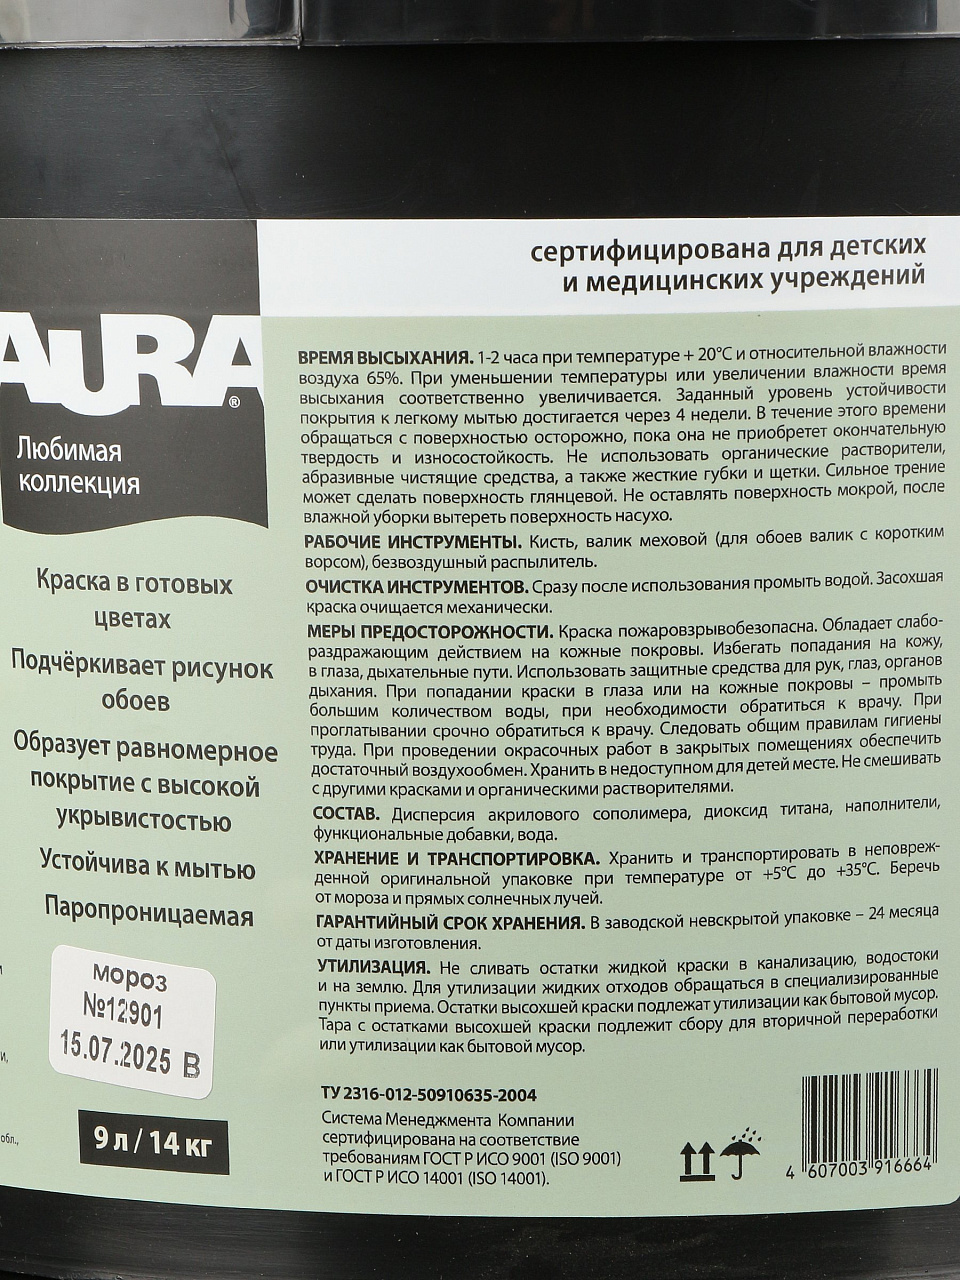 сертифицирована для детских
и медицинских учреждений
AURA®
Любимая
коллекция
Краска в готовых
цветах
Подчёркивает рисунок
обоев
Образует равномерное
покрытие с высокой
укрывистостью
Устойчива к мытью
Паропроницаемая
мороз
№12901
15.07.2025 В
9 л / 14 кг
обл.,
ВРЕМЯ ВЫСЫХАНИЯ. 1-2 часа при температуре + 20°С и относительной влажности
воздуха 65%. При уменьшении температуры или увеличении влажности время
высыхания соответственно увеличивается. Заданный уровень устойчивости
покрытия к легкому мытью достигается через 4 недели. В течение этого времени
обращаться с поверхностью осторожно, пока она не приобретет окончательную
твердость и износостойкость. Не использовать органические растворители,
абразивные чистящие средства, а также жесткие губки и щетки. Сильное трение
может сделать поверхность глянцевой. Не оставлять поверхность мокрой, после
влажной уборки вытереть поверхность насухо.
РАБОЧИЕ ИНСТРУМЕНТЫ. Кисть, валик меховой (для обоев валик с коротким
ворсом), безвоздушный распылитель.
ОЧИСТКА ИНСТРУМЕНТОВ. Сразу после использования промыть водой. Засохшая
краска очищается механически.
МЕРЫ ПРЕДОСТОРОЖНОСТИ. Краска пожаровзрывобезопасна. Обладает слабо-
раздражающим действием на кожные покровы. Избегать попадания на кожу,
в глаза, дыхательные пути. Использовать защитные средства для рук, глаз, органов
дыхания. При попадании краски в глаза или на кожные покровы – промыть
большим количеством воды, при необходимости обратиться к врачу. При
проглатывании срочно обратиться к врачу. Следовать общим правилам гигиены
труда. При проведении окрасочных работ в закрытых помещениях обеспечить
достаточный воздухообмен. Хранить в недоступном для детей месте. Не смешивать
с другими красками и органическими растворителями.
СОСТАВ. Дисперсия акрилового сополимера, диоксид титана, наполнители,
функциональные добавки, вода.
ХРАНЕНИЕ И ТРАНСПОРТИРОВКА. Хранить и транспортировать в неповреж-
денной оригинальной упаковке при температуре от +5°С до +35°С. Беречь
от мороза и прямых солнечных лучей.
ГАРАНТИЙНЫЙ СРОК ХРАНЕНИЯ. В заводской невскрытой упаковке – 24 месяца
от даты изготовления.
УТИЛИЗАЦИЯ. Не сливать остатки жидкой краски в канализацию, водостоки
и на землю. Для утилизации жидких отходов обращаться в специализированные
пункты приема. Остатки высохшей краски подлежат утилизации как бытовой мусор.
Тара с остатками высохшей краски подлежит сбору для вторичной переработки
или утилизации как бытовой мусор.
ТУ 2316-012-50910635-2004
Система Менеджмента Компании
сертифицирована на соответствие
требованиям ГОСТ Р ИСО 9001 (ISO 9001)
и ГОСТ Р ИСО 14001 (ISO 14001).
4 607003 916664